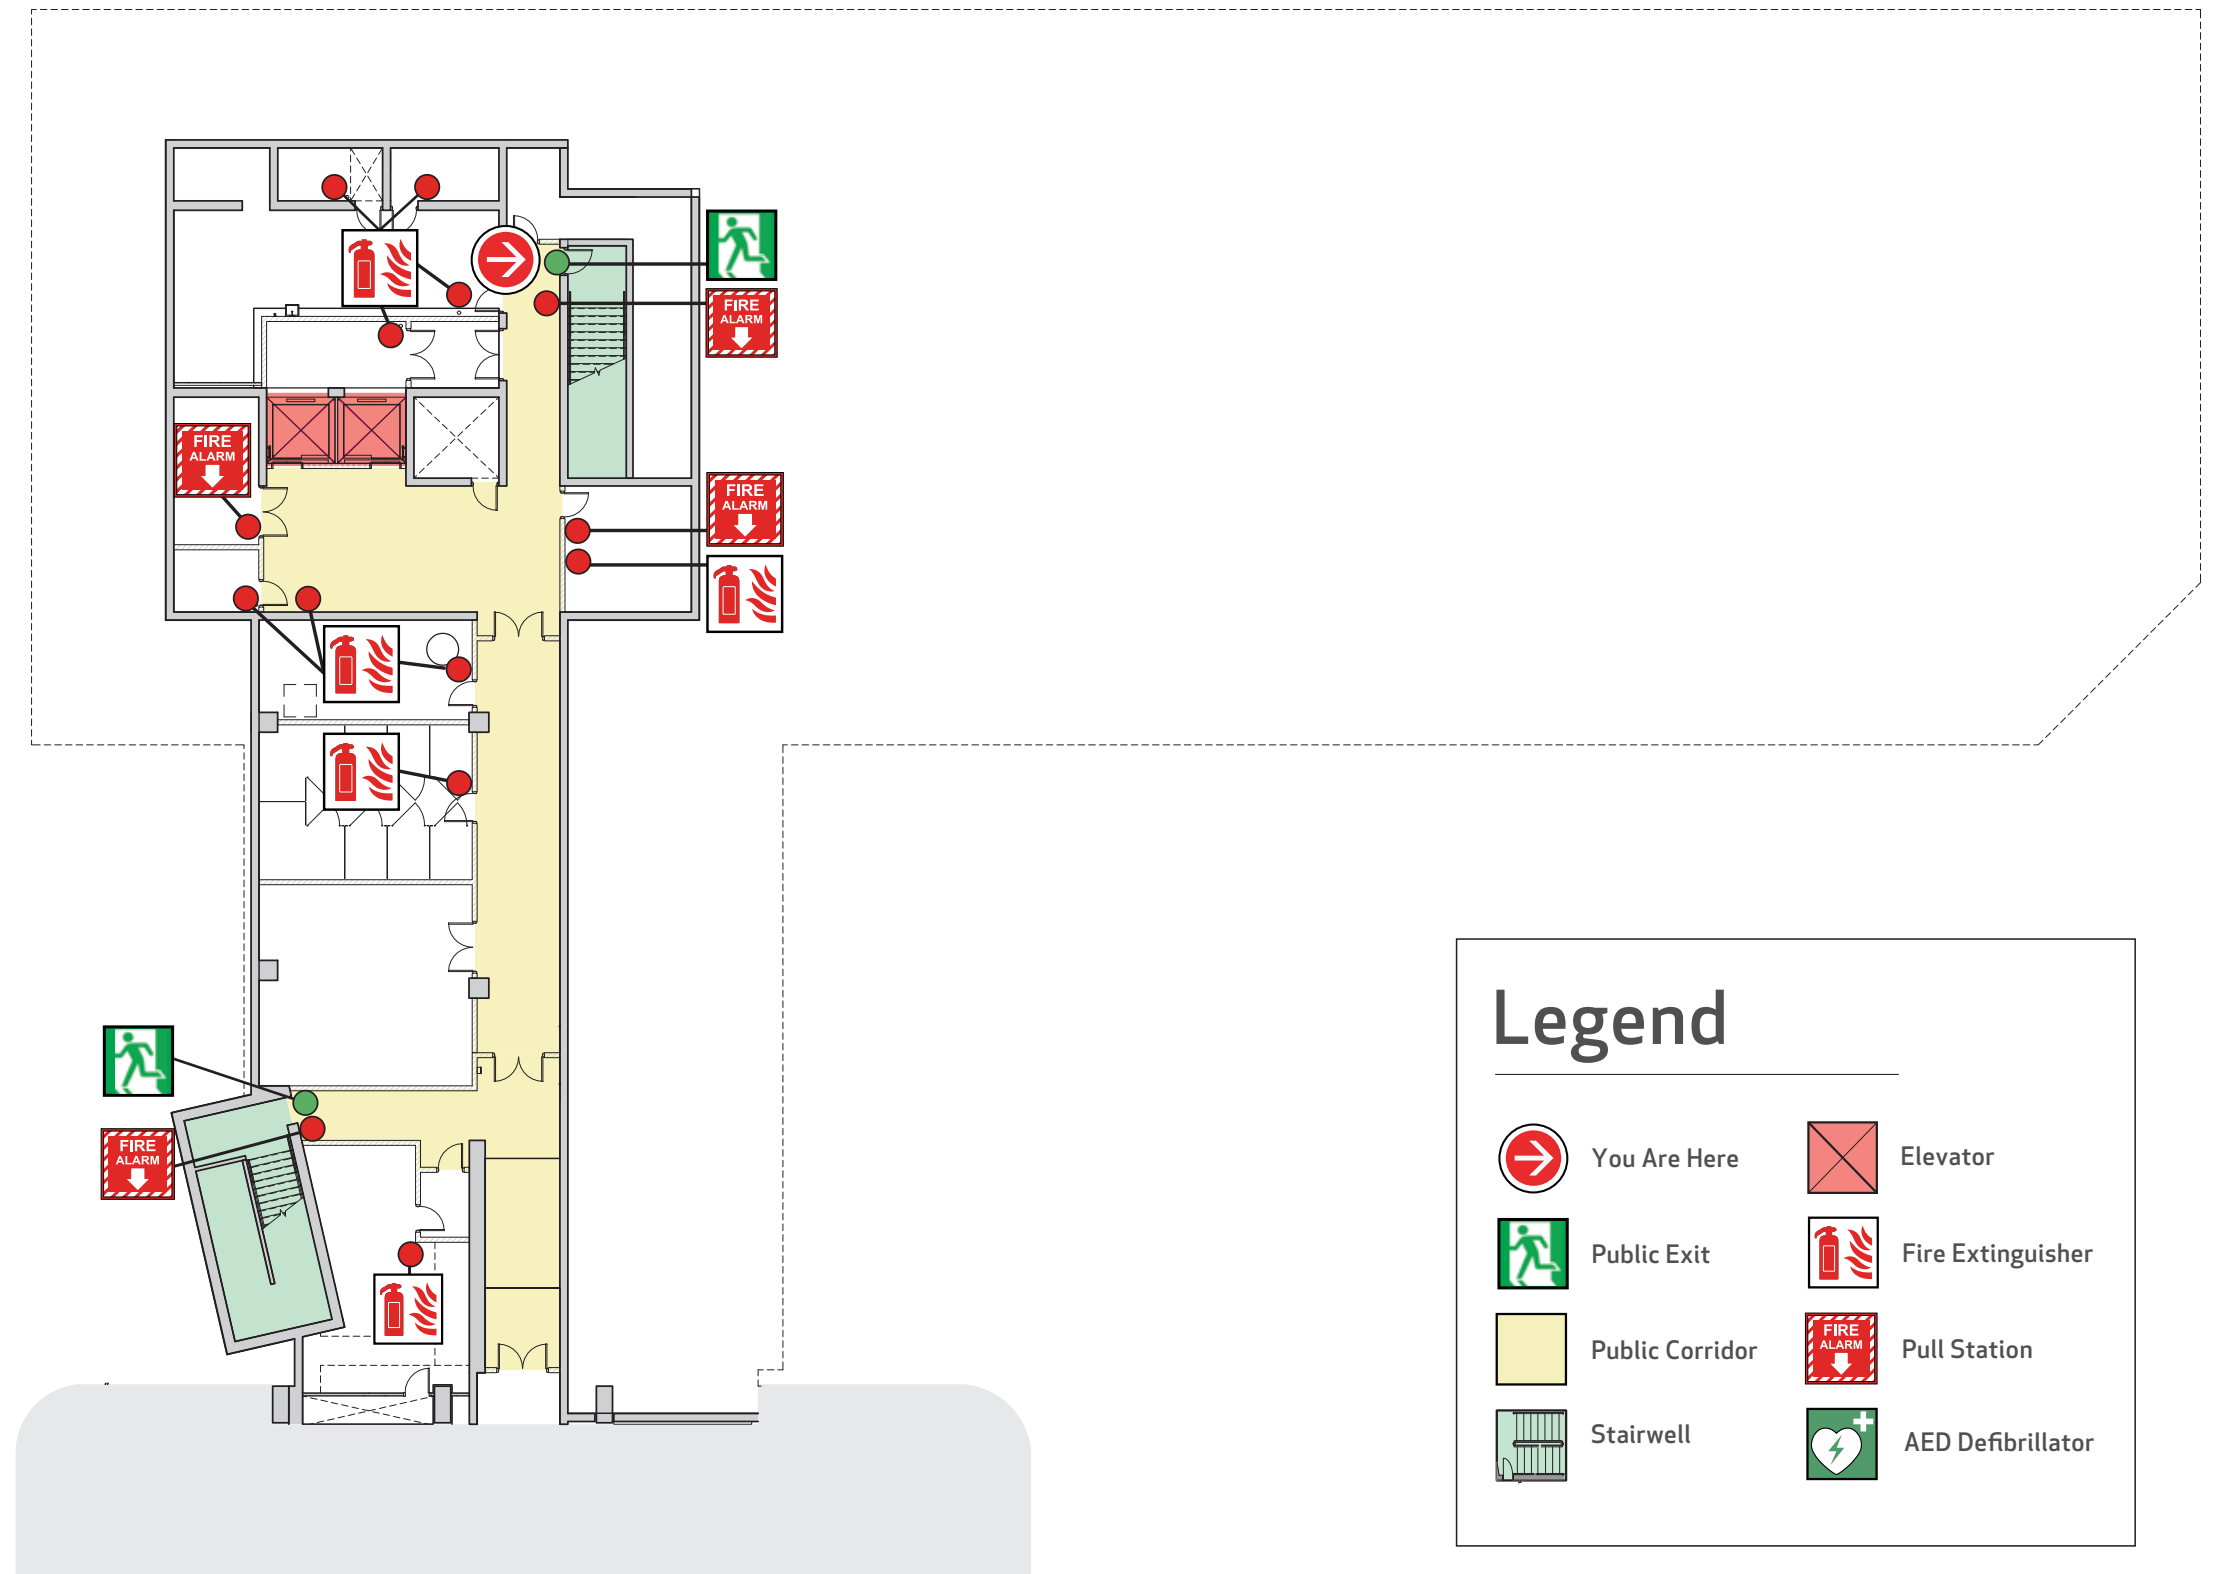 FIRE
ALARM
FIRE
ALARM
FIRE
ALARM
FIRE
ALARM
Legend
You Are Here
Elevator
Public Exit
Fire Extinguisher
Public Corridor
FIRE
ALARM
Pull Station
Stairwell
AED Defibrillator